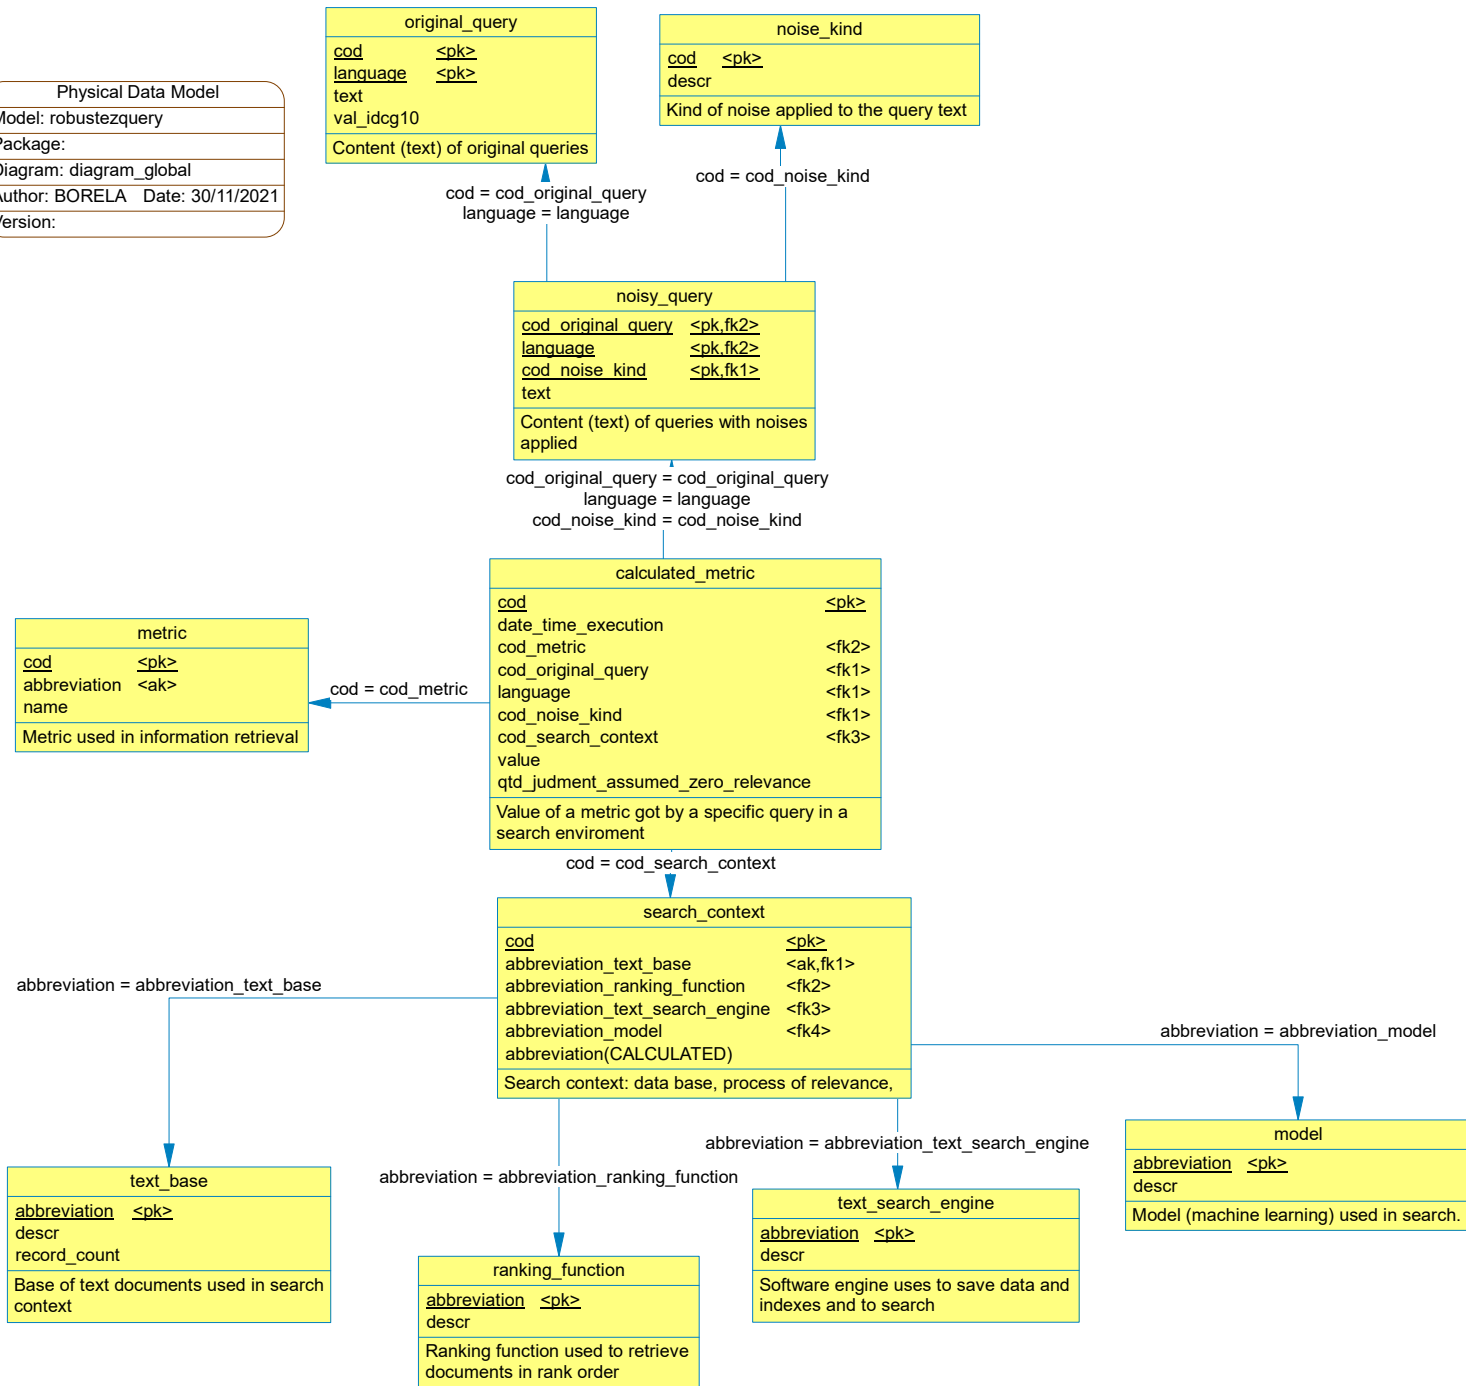 original_query
cod <pk>
language <pk>
text
val_idcg10
Content (text) of original queries
noise_kind
cod <pk>
descr
Kind of noise applied to the query text
Physical Data Model
Model: robustezquery
Package:
Diagram: diagram_global
Author: BORELA Date: 30/11/2021
Version:
cod = cod_original_query
language = language
cod = cod_noise_kind
noisy_query
cod_original_query <pk,fk2>
language <pk,fk2>
cod_noise_kind <pk,fk1>
text
Content (text) of queries with noises
applied
cod_original_query = cod_original_query
language = language
cod_noise_kind = cod_noise_kind
calculated_metric
cod <pk>
date_time_execution
cod_metric <fk2>
cod_original_query <fk1>
language <fk1>
cod_noise_kind <fk1>
cod_search_context <fk3>
value
qtd_judgment_assumed_zero_relevance
Value of a metric got by a specific query in a
search enviroment
metric
cod <pk>
abbreviation <ak>
name
Metric used in information retrieval
cod = cod_metric
cod = cod_search_context
search_context
cod <pk>
abbreviation_text_base <ak,fk1>
abbreviation_ranking_function <fk2>
abbreviation_text_search_engine <fk3>
abbreviation_model <fk4>
abbreviation(CALCULATED)
Search context: data base, process of relevance,
abbreviation = abbreviation_text_base
abbreviation = abbreviation_model
abbreviation = abbreviation_text_search_engine
abbreviation = abbreviation_ranking_function
text_base
abbreviation <pk>
descr
record_count
Base of text documents used in search
context
ranking_function
abbreviation <pk>
descr
Ranking function used to retrieve
documents in rank order
text_search_engine
abbreviation <pk>
descr
Software engine uses to save data and
indexes and to search
model
abbreviation <pk>
descr
Model (machine learning) used in search.